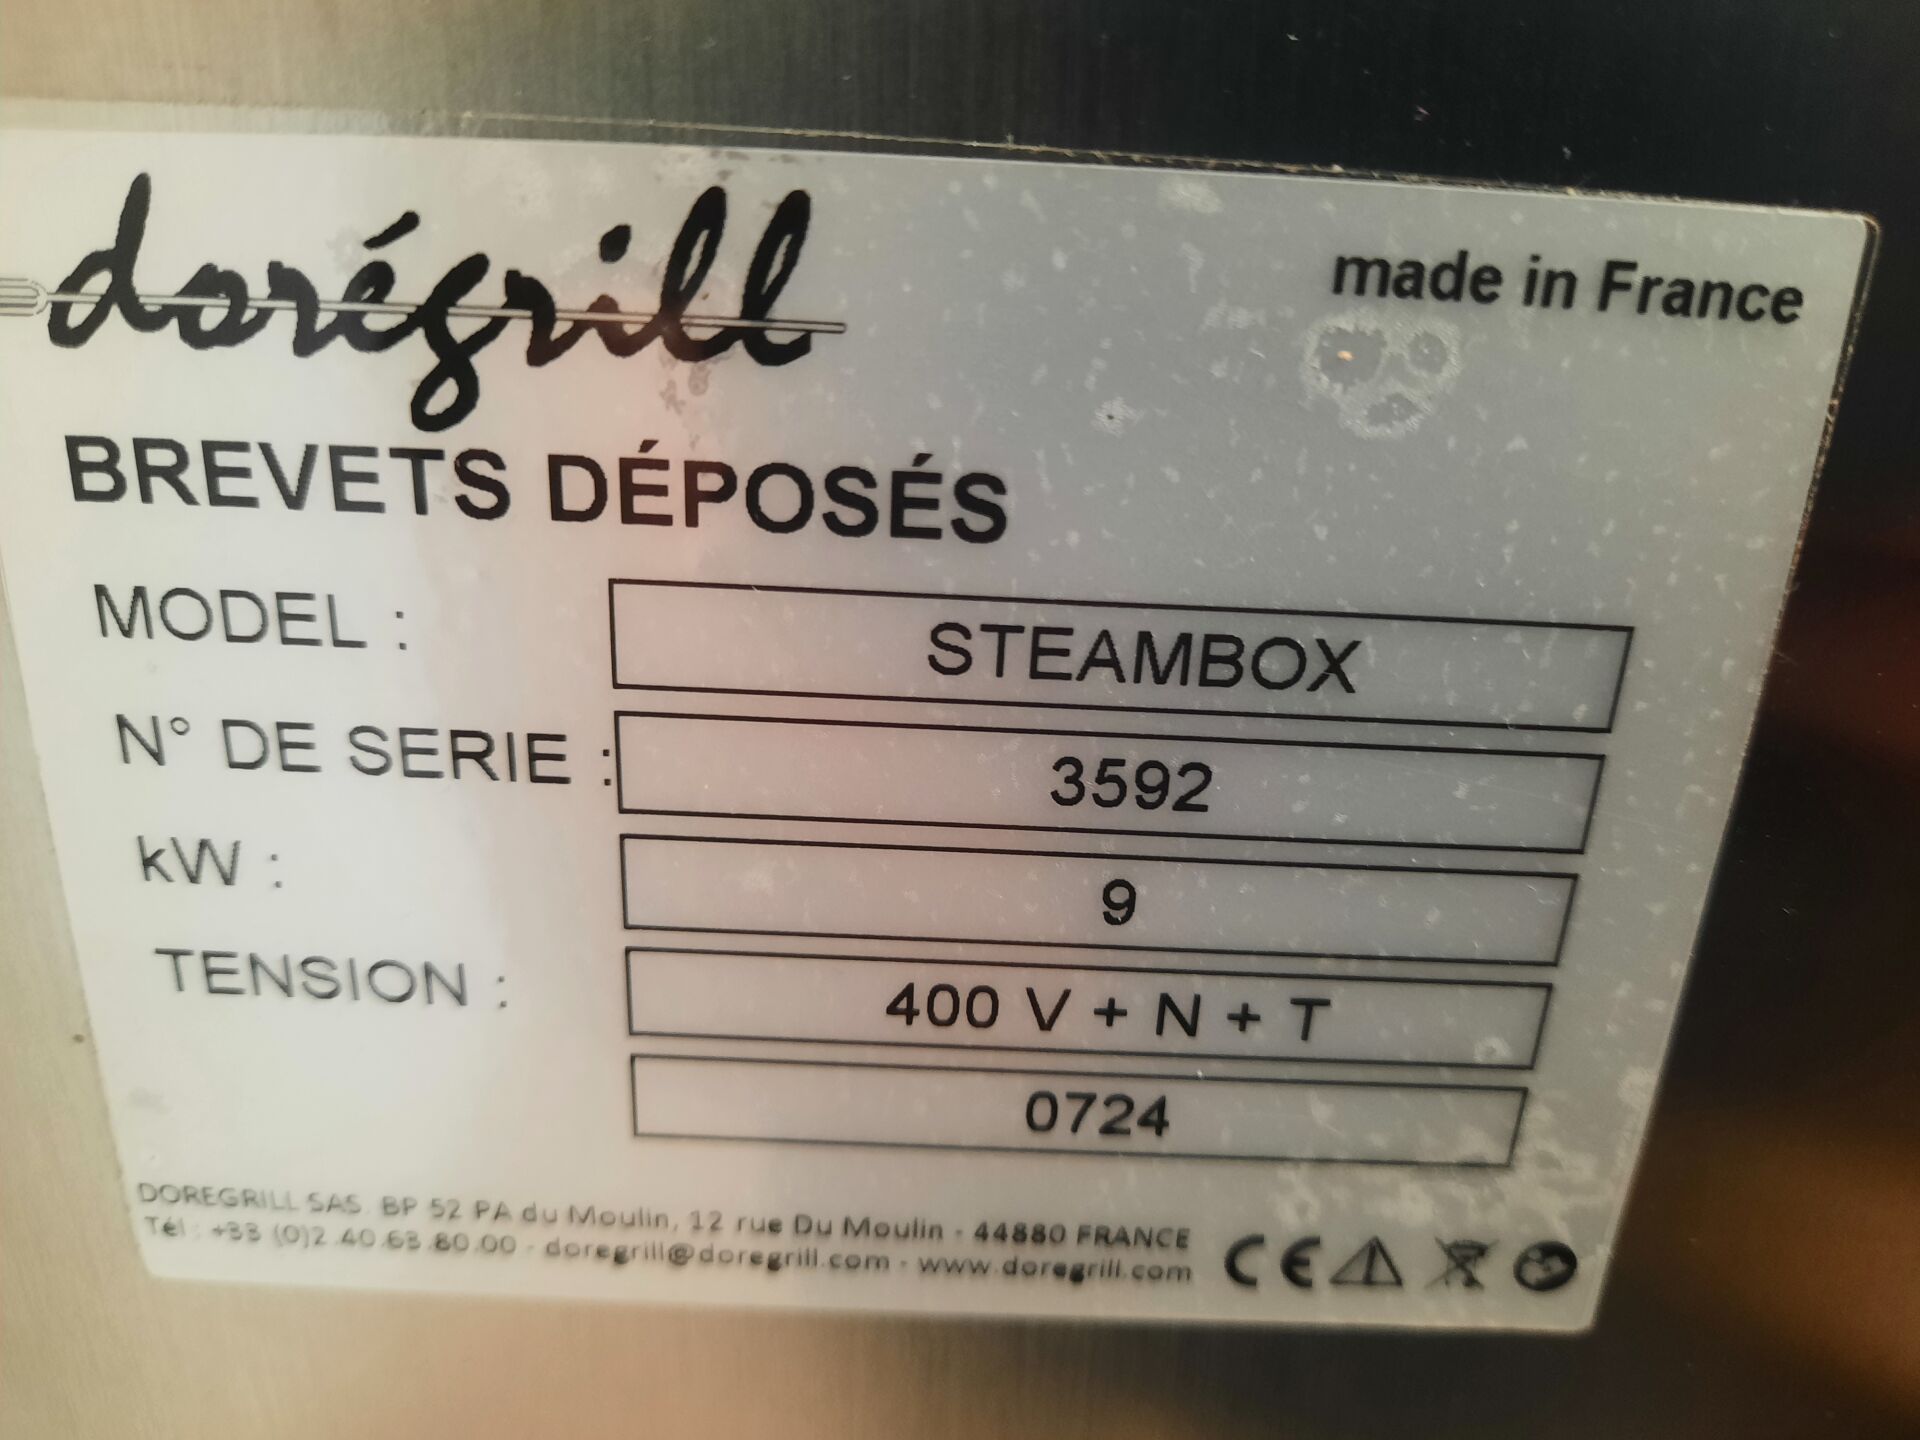 dorégrill
made in France
BREVETS DÉPOSÉS
MODEL : STEAMBOX
N° DE SERIE : 3592
kW : 9
TENSION : 400 V + N + T
0724
DOREGRILL SAS. BP 52 PA du Moulin, 12 rue Du Moulin - 44880 FRANCE
Tél : +33 (0)2.40.63.80.00 - doregrill@doregrill.com - www.doregrill.com
CE